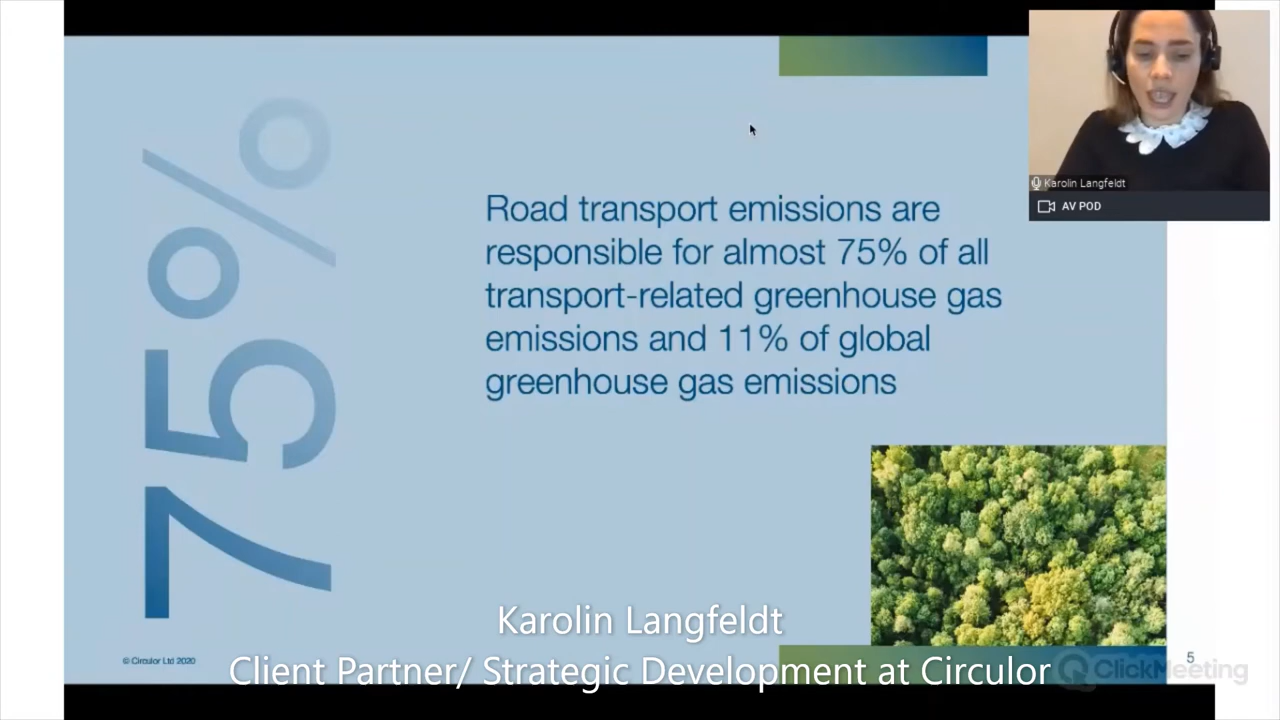 75%
Road transport emissions are
responsible for almost 75% of all
transport-related greenhouse gas
emissions and 11% of global
greenhouse gas emissions
Karolin Langfeldt
AV POD
Karolin Langfeldt
Client Partner/ Strategic Development at Circulor
© Circulor Ltd 2020
5
ClickMeeting